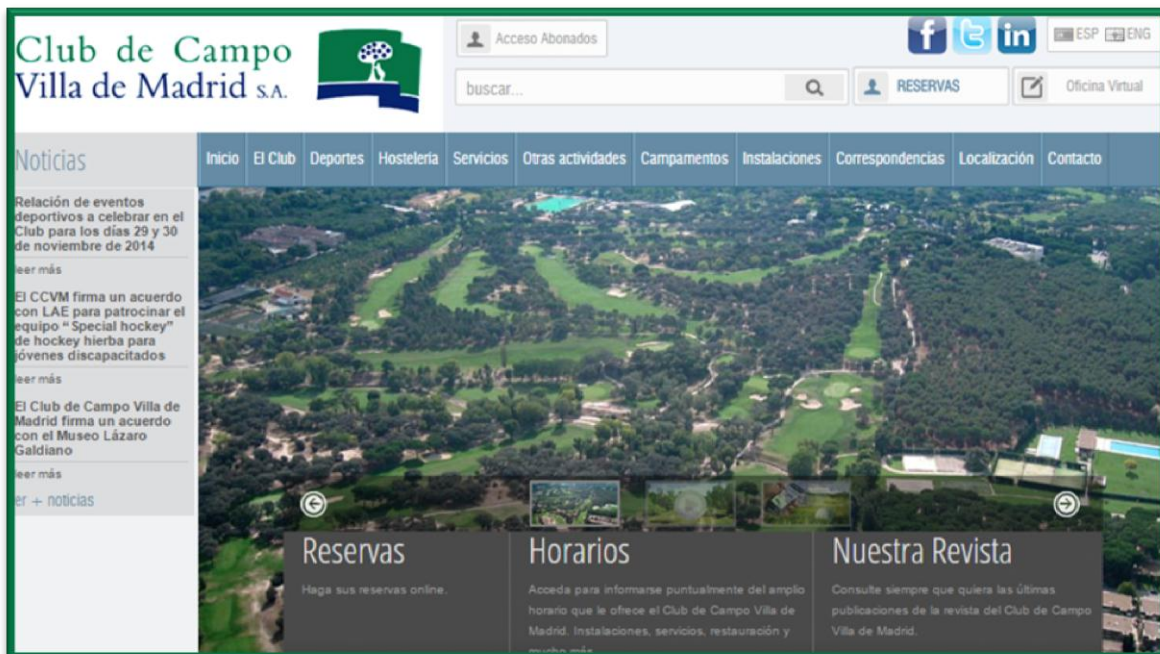 Club de Campo
Villa de Madrid S.A.
Acceso Abonados
ESP ENG
buscar...
RESERVAS
Oficina Virtual
Noticias
Inicio El Club Deportes Hostelería Servicios Otras actividades Campamentos Instalaciones Correspondencias Localización Contacto
Relación de eventos
deportivos a celebrar en el
Club para los días 29 y 30
de noviembre de 2014
leer más
El CCVM firma un acuerdo
con LAE para patrocinar el
equipo "Special hockey"
de hockey hierba para
jóvenes discapacitados
leer más
El Club de Campo Villa de
Madrid firma un acuerdo
con el Museo Lázaro
Galdiano
leer más
er + noticias
Reservas
Haga sus reservas online.
Horarios
Acceda para informarse puntualmente del amplio
horario que le ofrece el Club de Campo Villa de
Madrid. Instalaciones, servicios, restauración y
mucho más
Nuestra Revista
Consulte siempre que quiera las últimas
publicaciones de la revista del Club de Campo
Villa de Madrid.